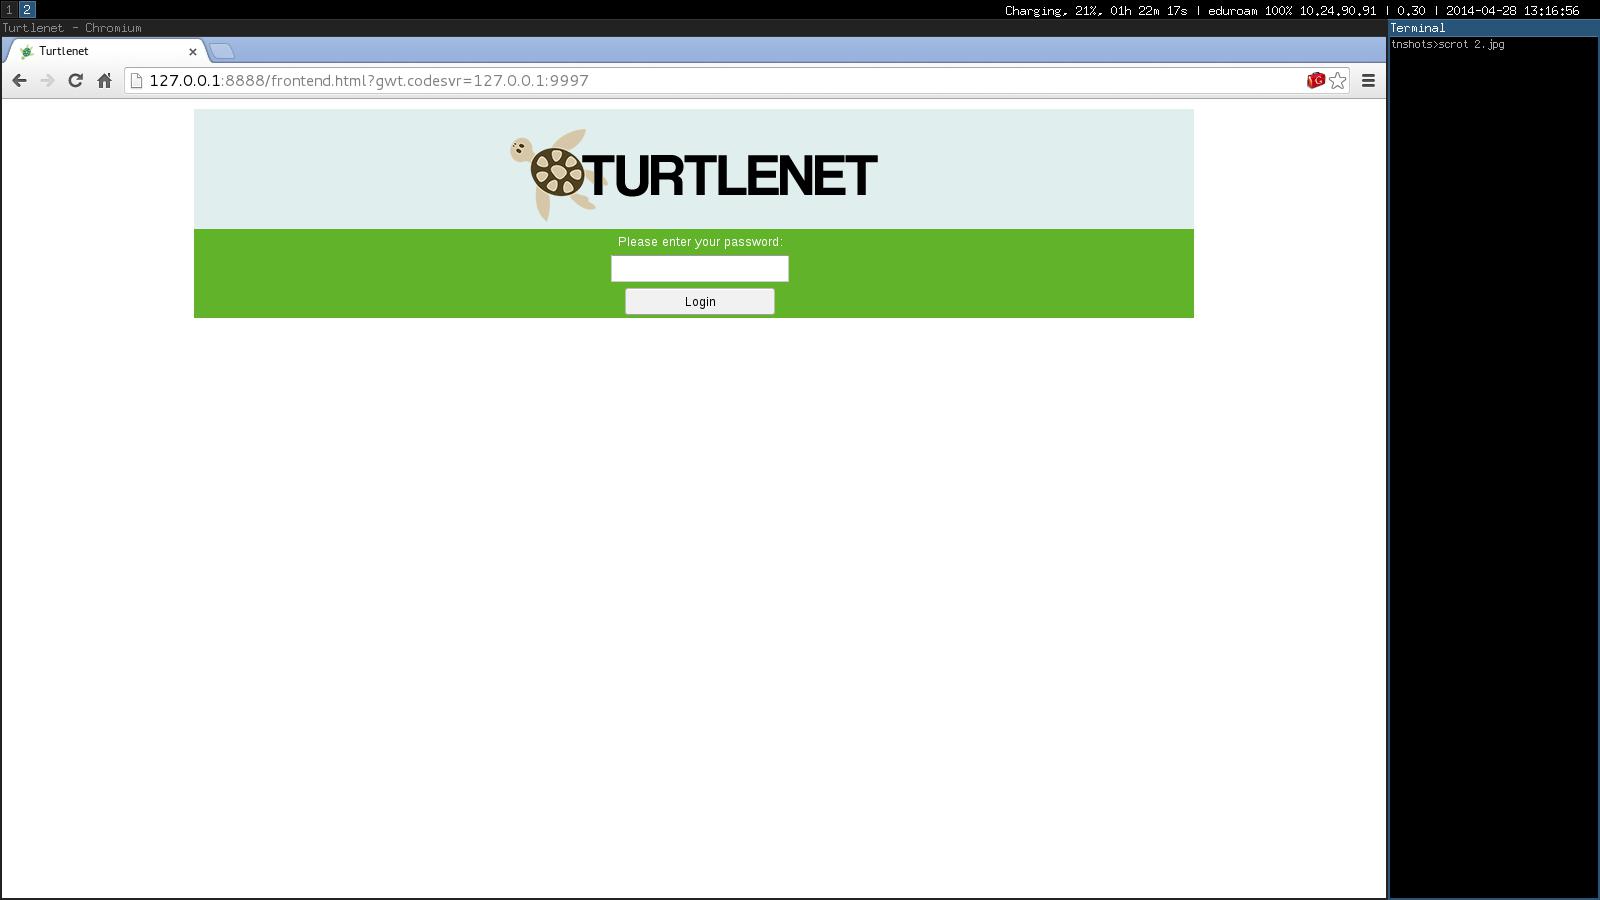 1 2
Charging, 21%, 01h 22m 17s | eduroam 100% 10.24.90.91 | 0.30 | 2014-04-28 13:16:56
Turtlenet - Chromium
Terminal
Turtlenet
tnshots>scrot 2.jpg
127.0.0.1:8888/frontend.html?gwt.codesvr=127.0.0.1:9997
G
TURTLENET
Please enter your password:
Login